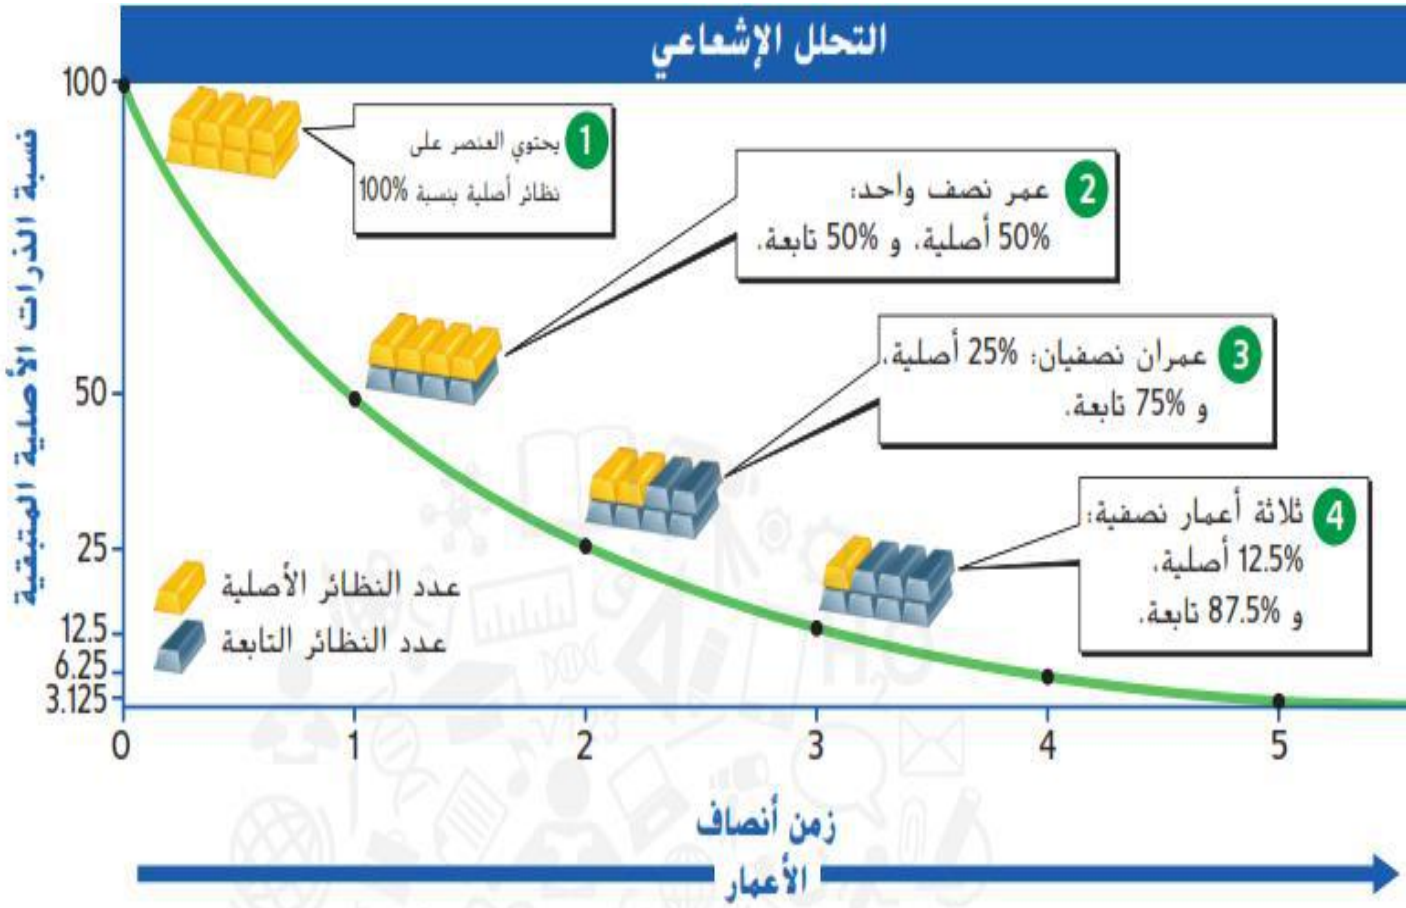 التحلل الإشعاعي
نسبة الذرات الأصلية المتبقية
100
50
25
12.5
6.25
3.125
1
يحتوي العنصر على
نظائر أصلية بنسبة 100%
2
عمر نصف واحد:
50% أصلية، و 50% تابعة.
3
عمران نصفيان: 25% أصلية،
و 75% تابعة.
4
ثلاثة أعمار نصفية:
12.5% أصلية،
و 87.5% تابعة.
عدد النظائر الأصلية
عدد النظائر التابعة
0 1 2 3 4 5
زمن أنصاف
الأعمار